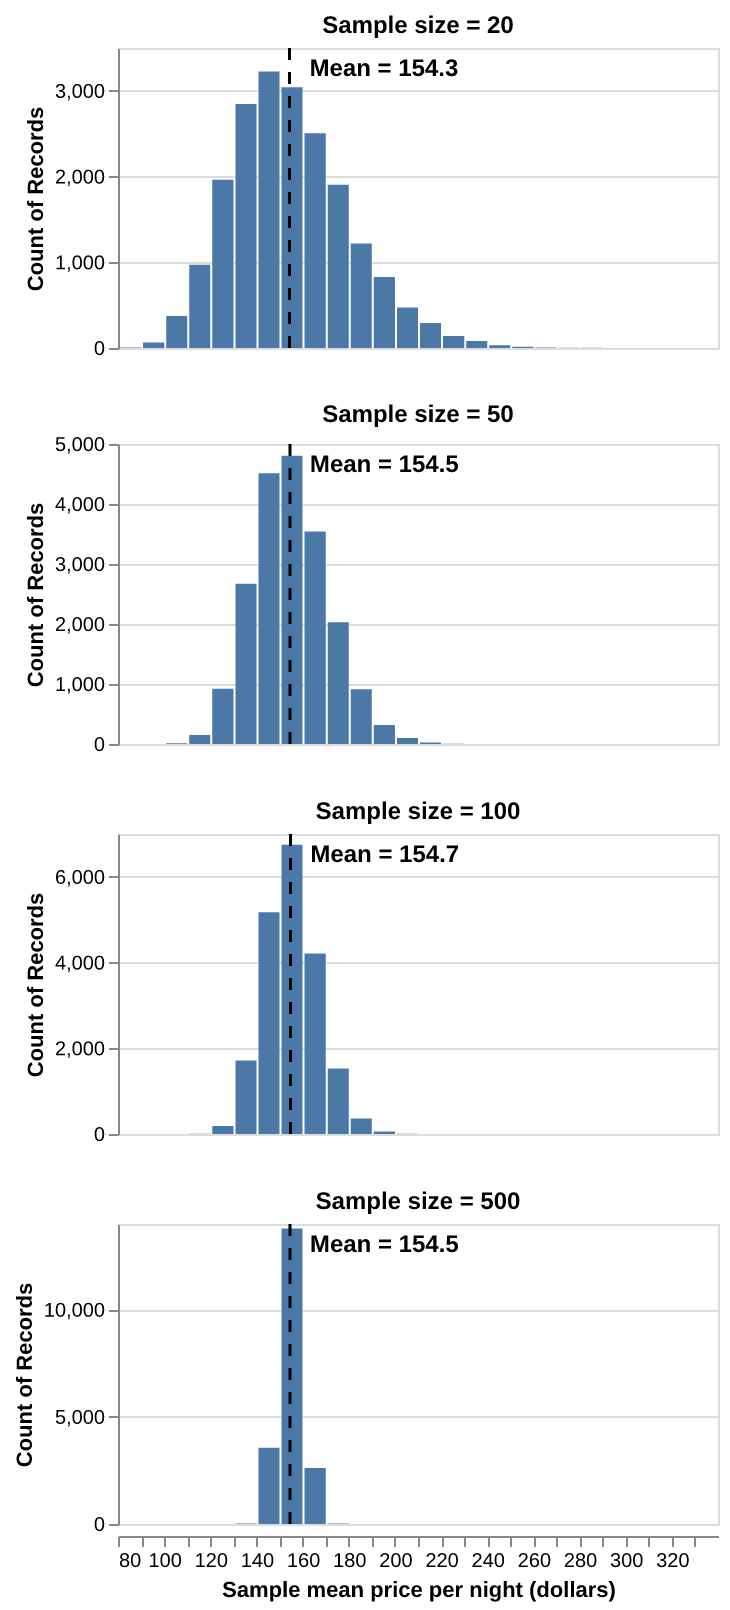 Sample size = 20
Mean = 154.3
3,000
2,000
1,000
0
Count of Records
Sample size = 50
Mean = 154.5
5,000
4,000
3,000
2,000
1,000
0
Count of Records
Sample size = 100
Mean = 154.7
6,000
4,000
2,000
0
Count of Records
Sample size = 500
Mean = 154.5
10,000
5,000
0
Count of Records
80 100 120 140 160 180 200 220 240 260 280 300 320
Sample mean price per night (dollars)